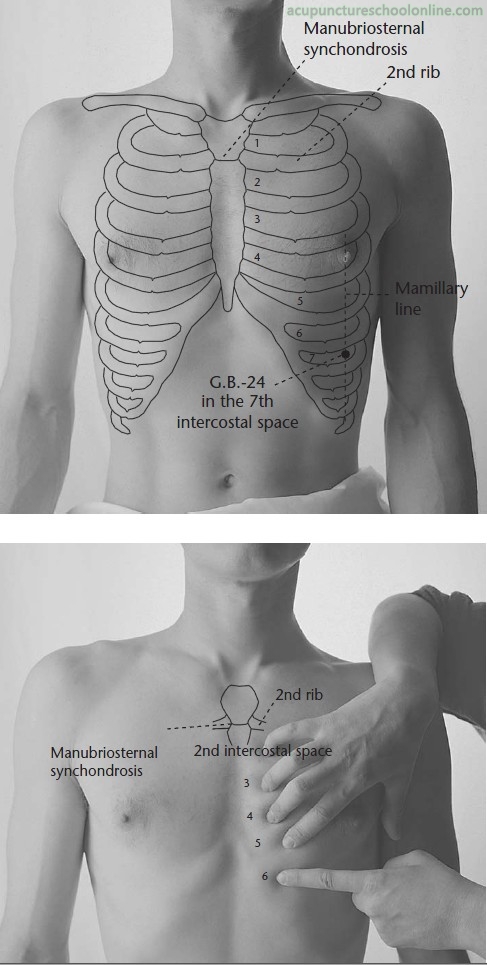 acupunctureschoolonline.com
Manubriosternal
synchondrosis
2nd rib
1
2
3
4
5
6
7
Mamillary
line
G.B.-24
in the 7th
intercostal space
2nd rib
Manubriosternal
synchondrosis
2nd intercostal space
3
4
5
6